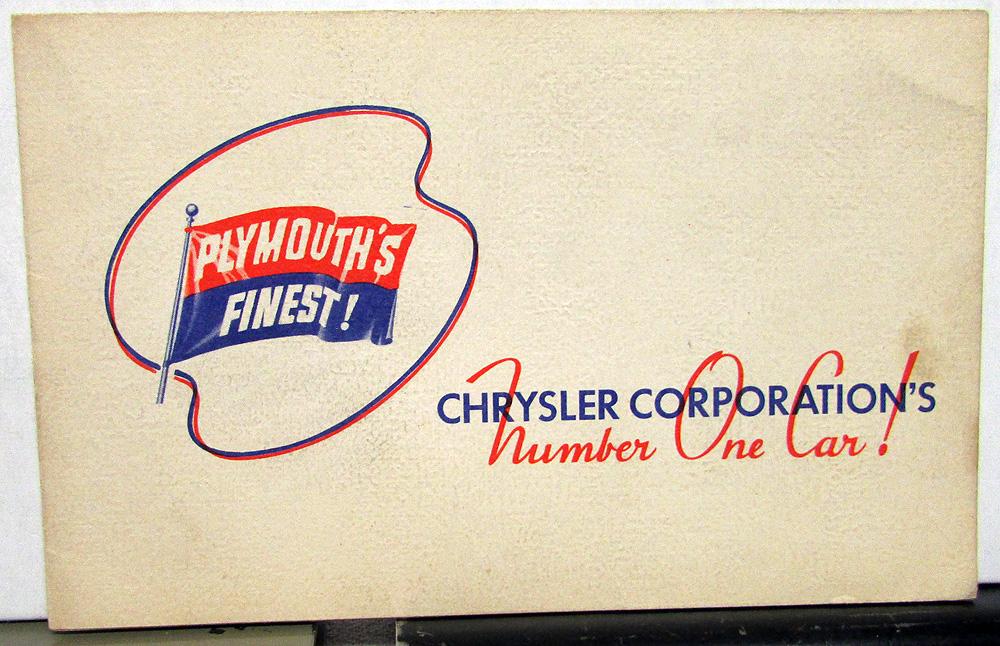 PLYMOUTH'S
FINEST!
CHRYSLER CORPORATION'S
Number One Car!